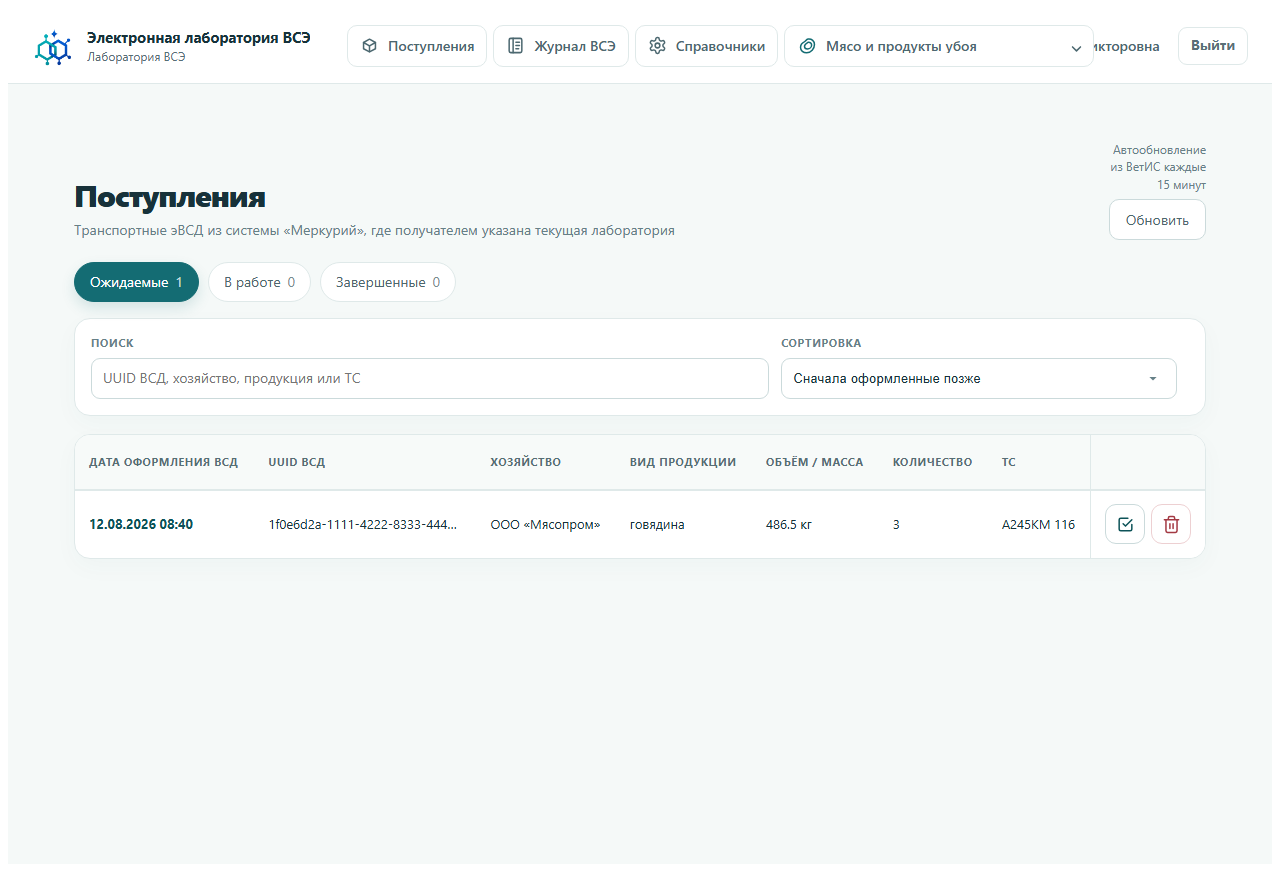 Электронная лаборатория ВСЭ
Лаборатория ВСЭ
Поступления
Журнал ВСЭ
Справочники
Мясо и продукты убоя
икторовна
Выйти
Автообновление
из ВетИС каждые
15 минут
Обновить
Поступления
Транспортные эВСД из системы «Меркурий», где получателем указана текущая лаборатория
Ожидаемые 1
В работе 0
Завершенные 0
ПОИСК
СОРТИРОВКА
UUID ВСД, хозяйство, продукция или ТС
Сначала оформленные позже
ДАТА ОФОРМЛЕНИЯ ВСД UUID ВСД ХОЗЯЙСТВО ВИД ПРОДУКЦИИ ОБЪЁМ / МАССА КОЛИЧЕСТВО ТС
12.08.2026 08:40 1f0e6d2a-1111-4222-8333-444... ООО «Мясопром» говядина 486.5 кг 3 А245КМ 116